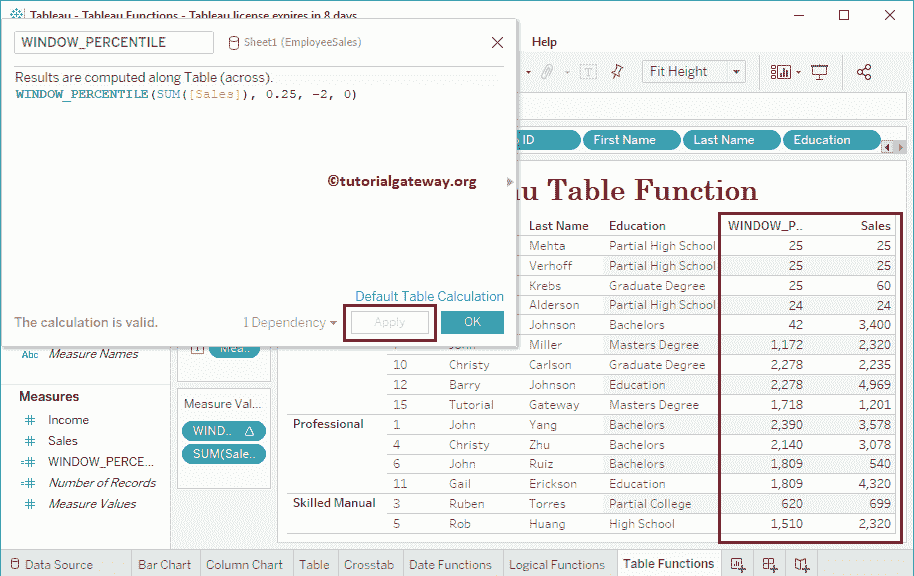 Tableau - Tableau Functions - Tableau license expires in 8 days
WINDOW_PERCENTILE
Sheet1 (EmployeeSales)
Help
Results are computed along Table (across).
WINDOW_PERCENTILE(SUM([Sales]), 0.25, -2, 0)
Fit Height
ID
First Name
Last Name
Education
©tutorialgateway.org
au Table Function
Default Table Calculation
The calculation is valid.
1 Dependency
Apply
OK
Last Name Education WINDOW_P.. Sales
Mehta Partial High School 25 25
Verhoff Partial High School 25 25
Krebs Graduate Degree 25 60
Alderson Partial High School 24 24
Johnson Bachelors 42 3,400
Miller Masters Degree 1,172 2,320
10 Christy Carlson Graduate Degree 2,278 2,235
12 Barry Johnson Education 2,278 4,969
15 Tutorial Gateway Masters Degree 1,718 1,201
Professional 1 John Yang Bachelors 2,390 3,578
4 Christy Zhu Bachelors 2,140 3,078
6 John Ruiz Bachelors 1,809 540
11 Gail Erickson Education 1,809 4,320
Skilled Manual 3 Ruben Torres Partial College 620 699
5 Rob Huang High School 1,510 2,320
Abc Measure Names
Measures
Income
Sales
WINDOW_PERCE...
Number of Records
Measure Values
Mea..
Measure Val...
WIND..
SUM(Sale..
Data Source
Bar Chart
Column Chart
Table
Crosstab
Date Functions
Logical Functions
Table Functions